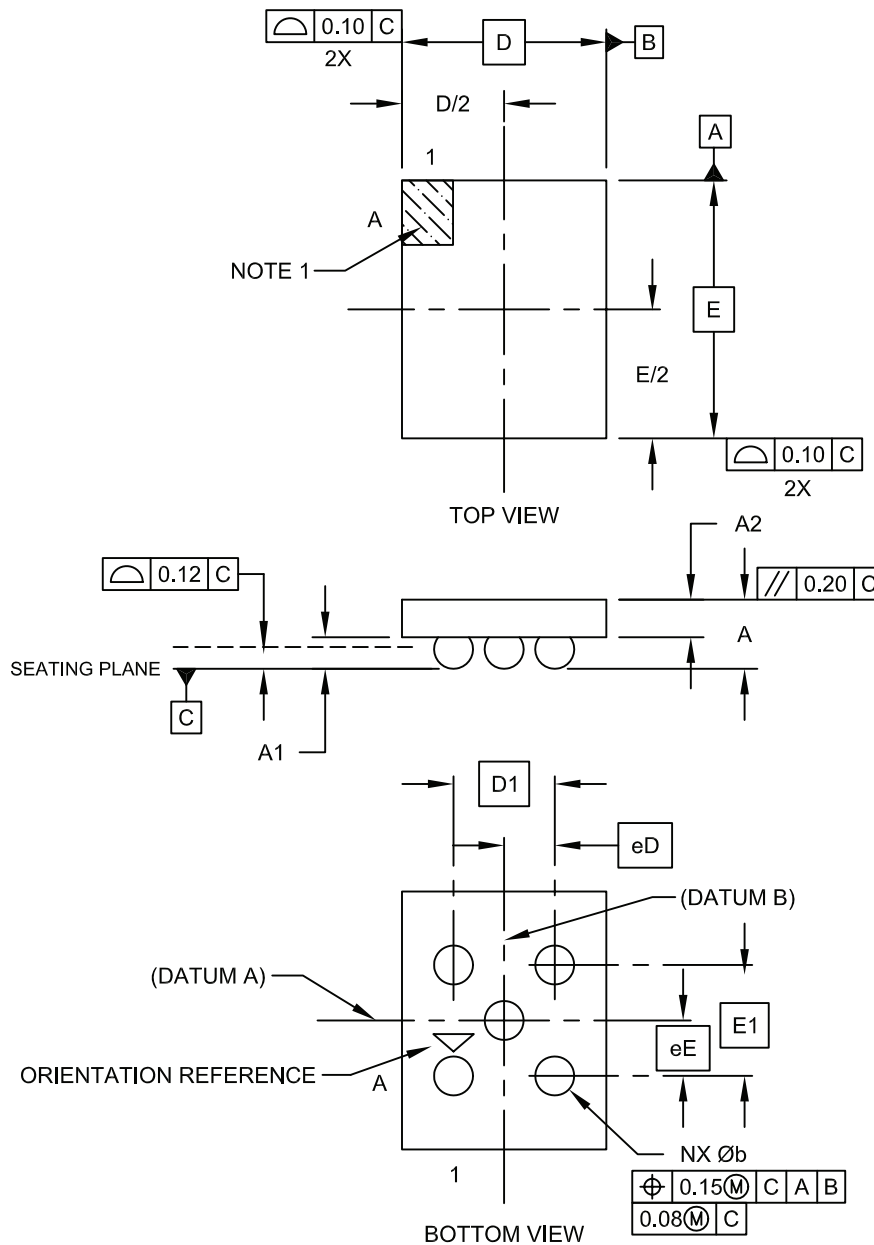 0.10 C
2X
D
B
D/2
A
1
A
NOTE 1
E
E/2
0.10 C
2X
TOP VIEW
A2
0.12 C
// 0.20 C
A
SEATING PLANE
C
A1
D1
eD
(DATUM B)
(DATUM A)
E1
eE
ORIENTATION REFERENCE
A
NX Øb
1
⌖ 0.15Ⓜ C A B
0.08Ⓜ C
BOTTOM VIEW